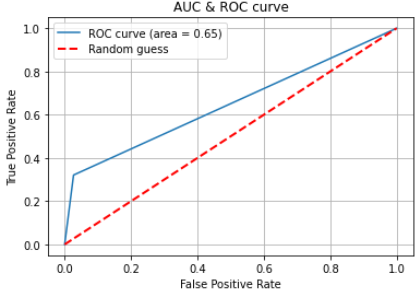 AUC & ROC curve
ROC curve (area = 0.65)
Random guess
True Positive Rate
1.0
0.8
0.6
0.4
0.2
0.0
0.0 0.2 0.4 0.6 0.8 1.0
False Positive Rate